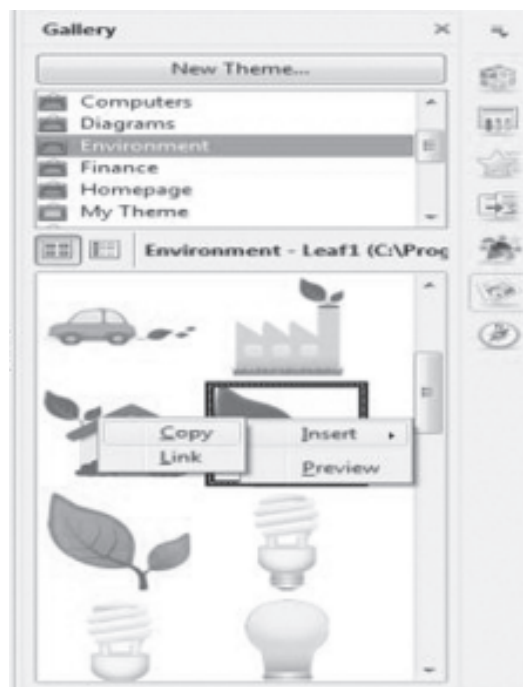 Gallery
New Theme...
Computers
Diagrams
Environment
Finance
Homepage
My Theme
Environment - Leaf1 (C:\Prog
Copy
Link
Insert
Preview